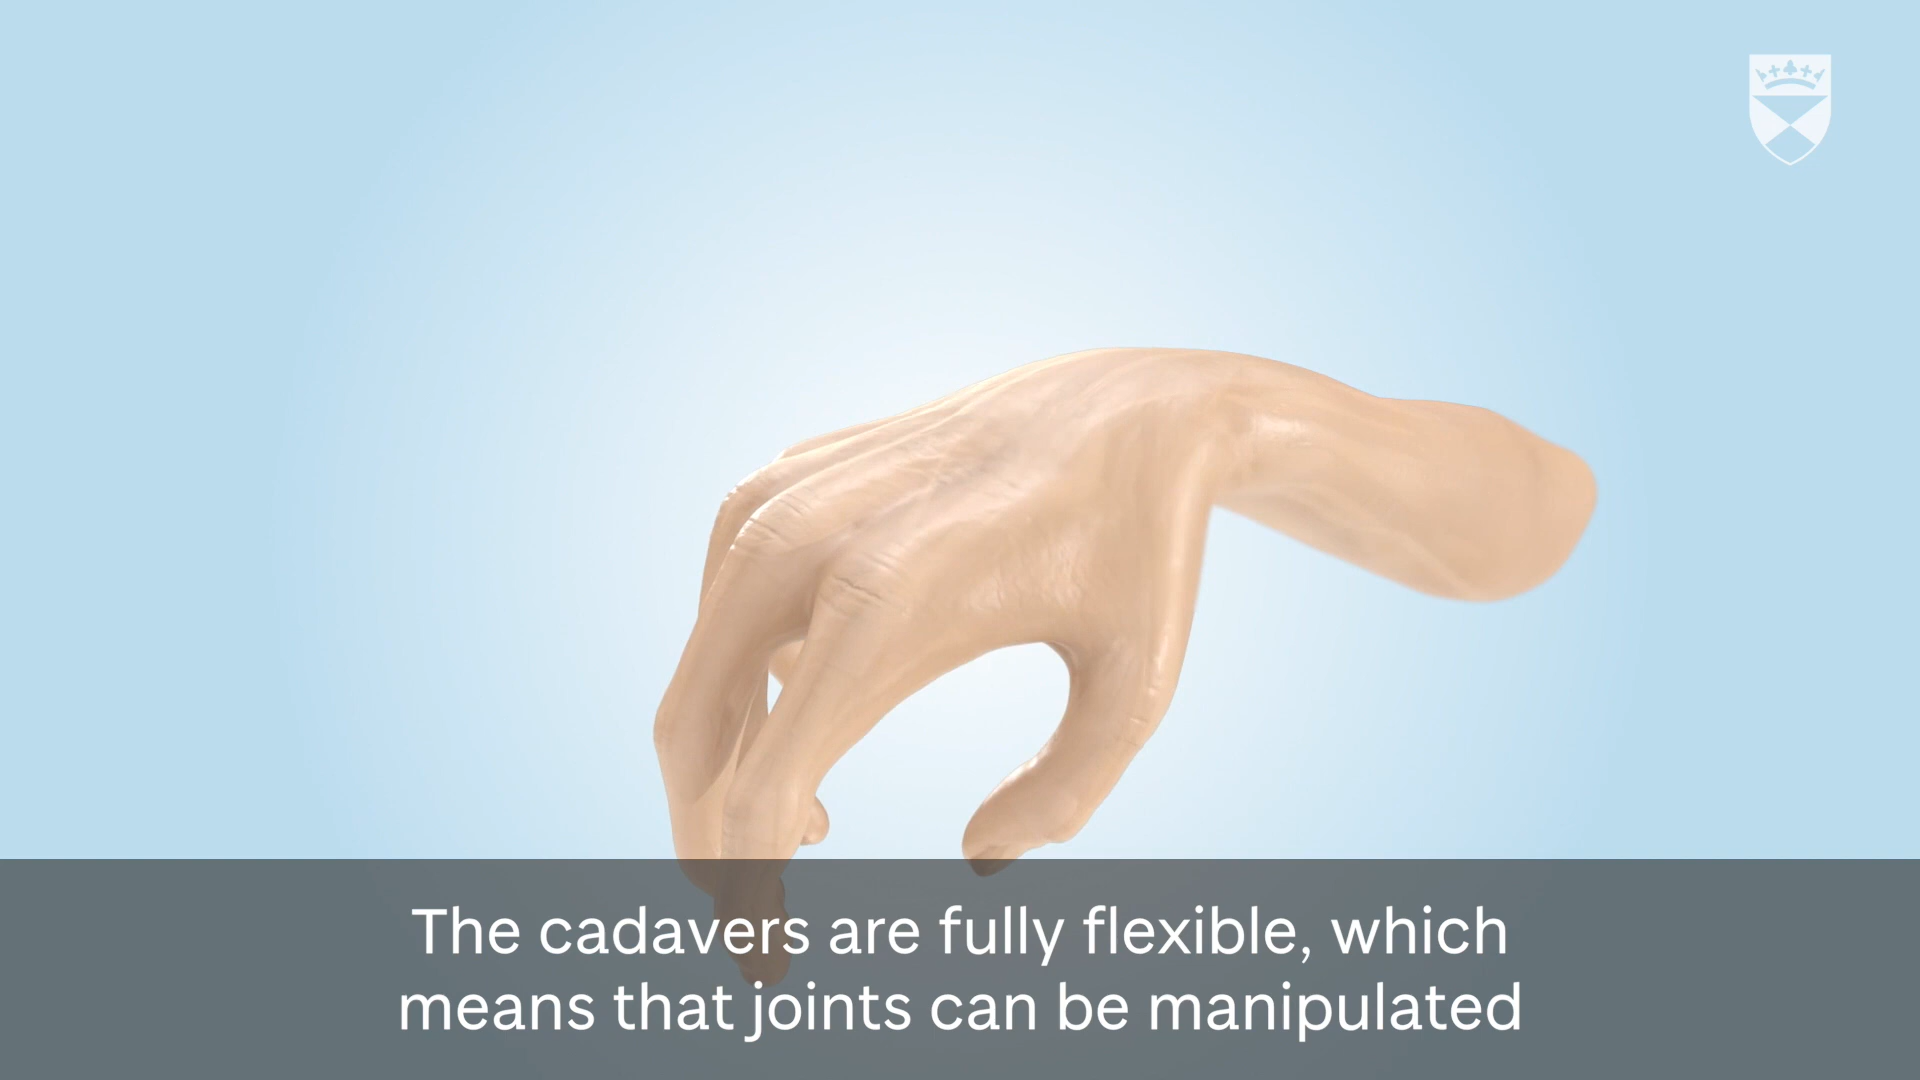 The cadavers are fully flexible, which
means that joints can be manipulated